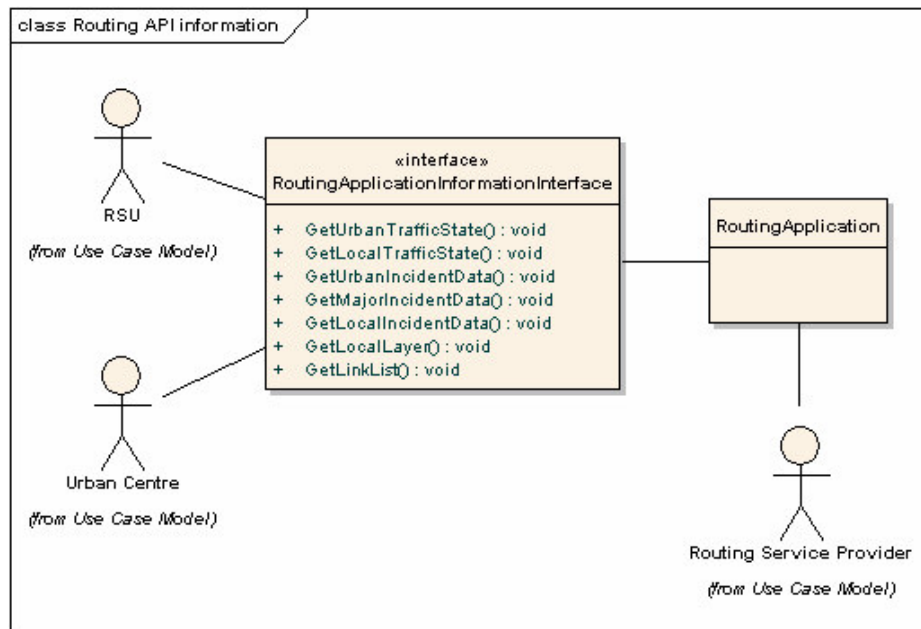 class Routing API information
RSU
(from Use Case Model)
«interface»
RoutingApplicationInformationInterface
+ GetUrbanTrafficState() : void
+ GetLocalTrafficState() : void
+ GetUrbanIncidentData() : void
+ GetMajorIncidentData() : void
+ GetLocalIncidentData() : void
+ GetLocalLayer() : void
+ GetLinkList() : void
RoutingApplication
Urban Centre
(from Use Case Model)
Routing Service Provider
(from Use Case Model)